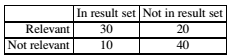 In result set Not in result set
Relevant 30 20
Not relevant 10 40